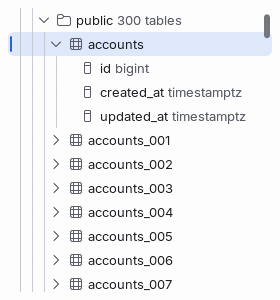 public 300 tables
accounts
id bigint
created_at timestamptz
updated_at timestamptz
accounts_001
accounts_002
accounts_003
accounts_004
accounts_005
accounts_006
accounts_007